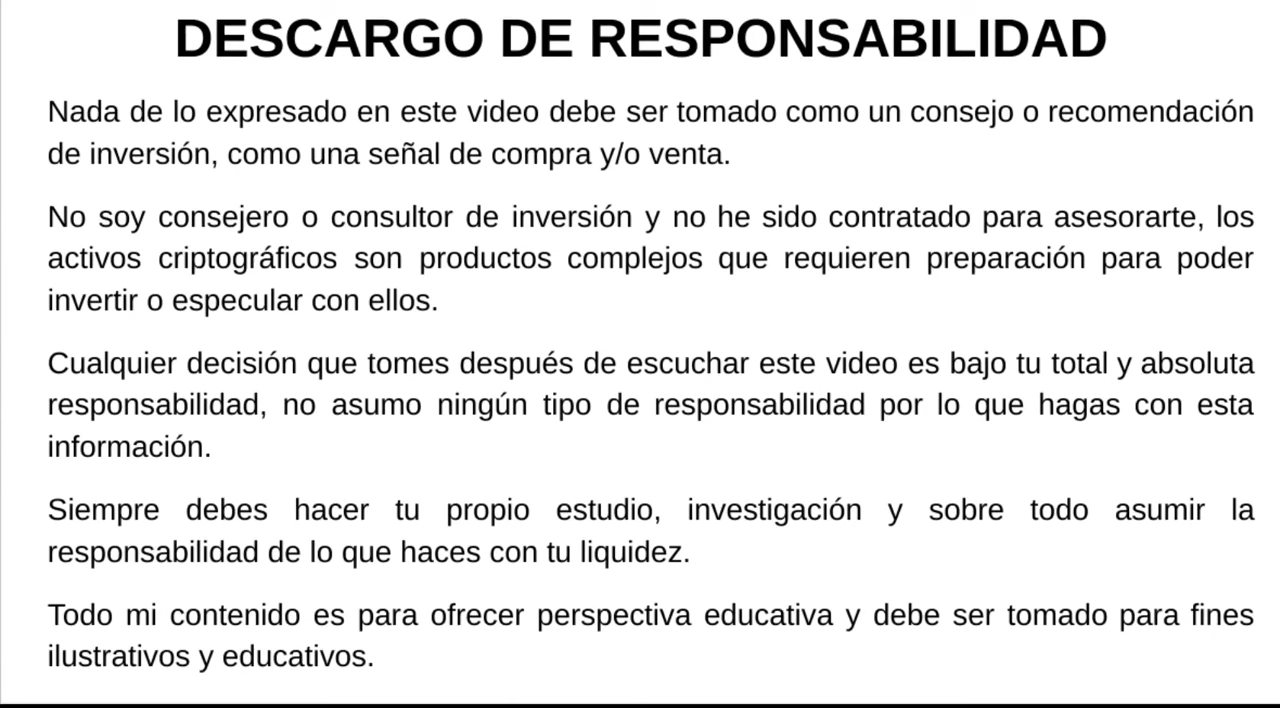 DESCARGO DE RESPONSABILIDAD
Nada de lo expresado en este video debe ser tomado como un consejo o recomendación
de inversión, como una señal de compra y/o venta.
No soy consejero o consultor de inversión y no he sido contratado para asesorarte, los
activos criptográficos son productos complejos que requieren preparación para poder
invertir o especular con ellos.
Cualquier decisión que tomes después de escuchar este video es bajo tu total y absoluta
responsabilidad, no asumo ningún tipo de responsabilidad por lo que hagas con esta
información.
Siempre debes hacer tu propio estudio, investigación y sobre todo asumir la
responsabilidad de lo que haces con tu liquidez.
Todo mi contenido es para ofrecer perspectiva educativa y debe ser tomado para fines
ilustrativos y educativos.